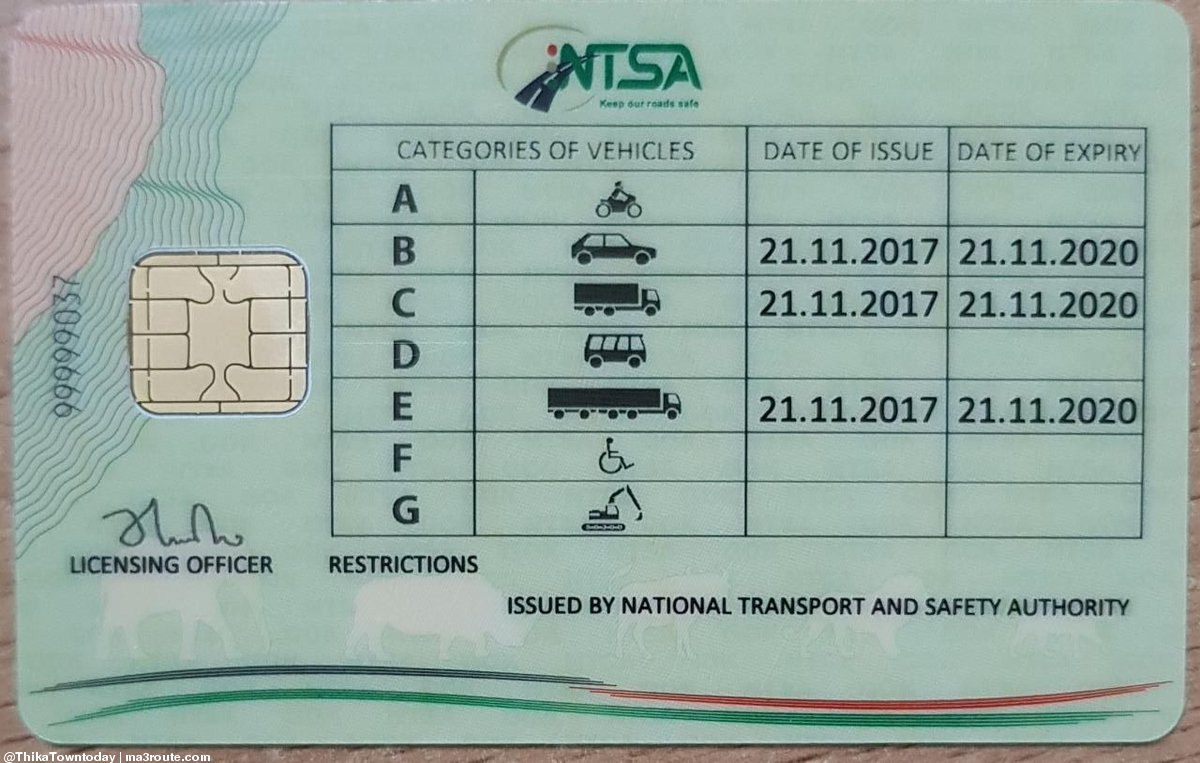 NTSA
Keep our roads safe
CATEGORIES OF VEHICLES DATE OF ISSUE DATE OF EXPIRY
A
B 21.11.2017 21.11.2020
C 21.11.2017 21.11.2020
D
E 21.11.2017 21.11.2020
F
G
99999037
LICENSING OFFICER
RESTRICTIONS
ISSUED BY NATIONAL TRANSPORT AND SAFETY AUTHORITY
@ThikaTowntoday | ma3route.com